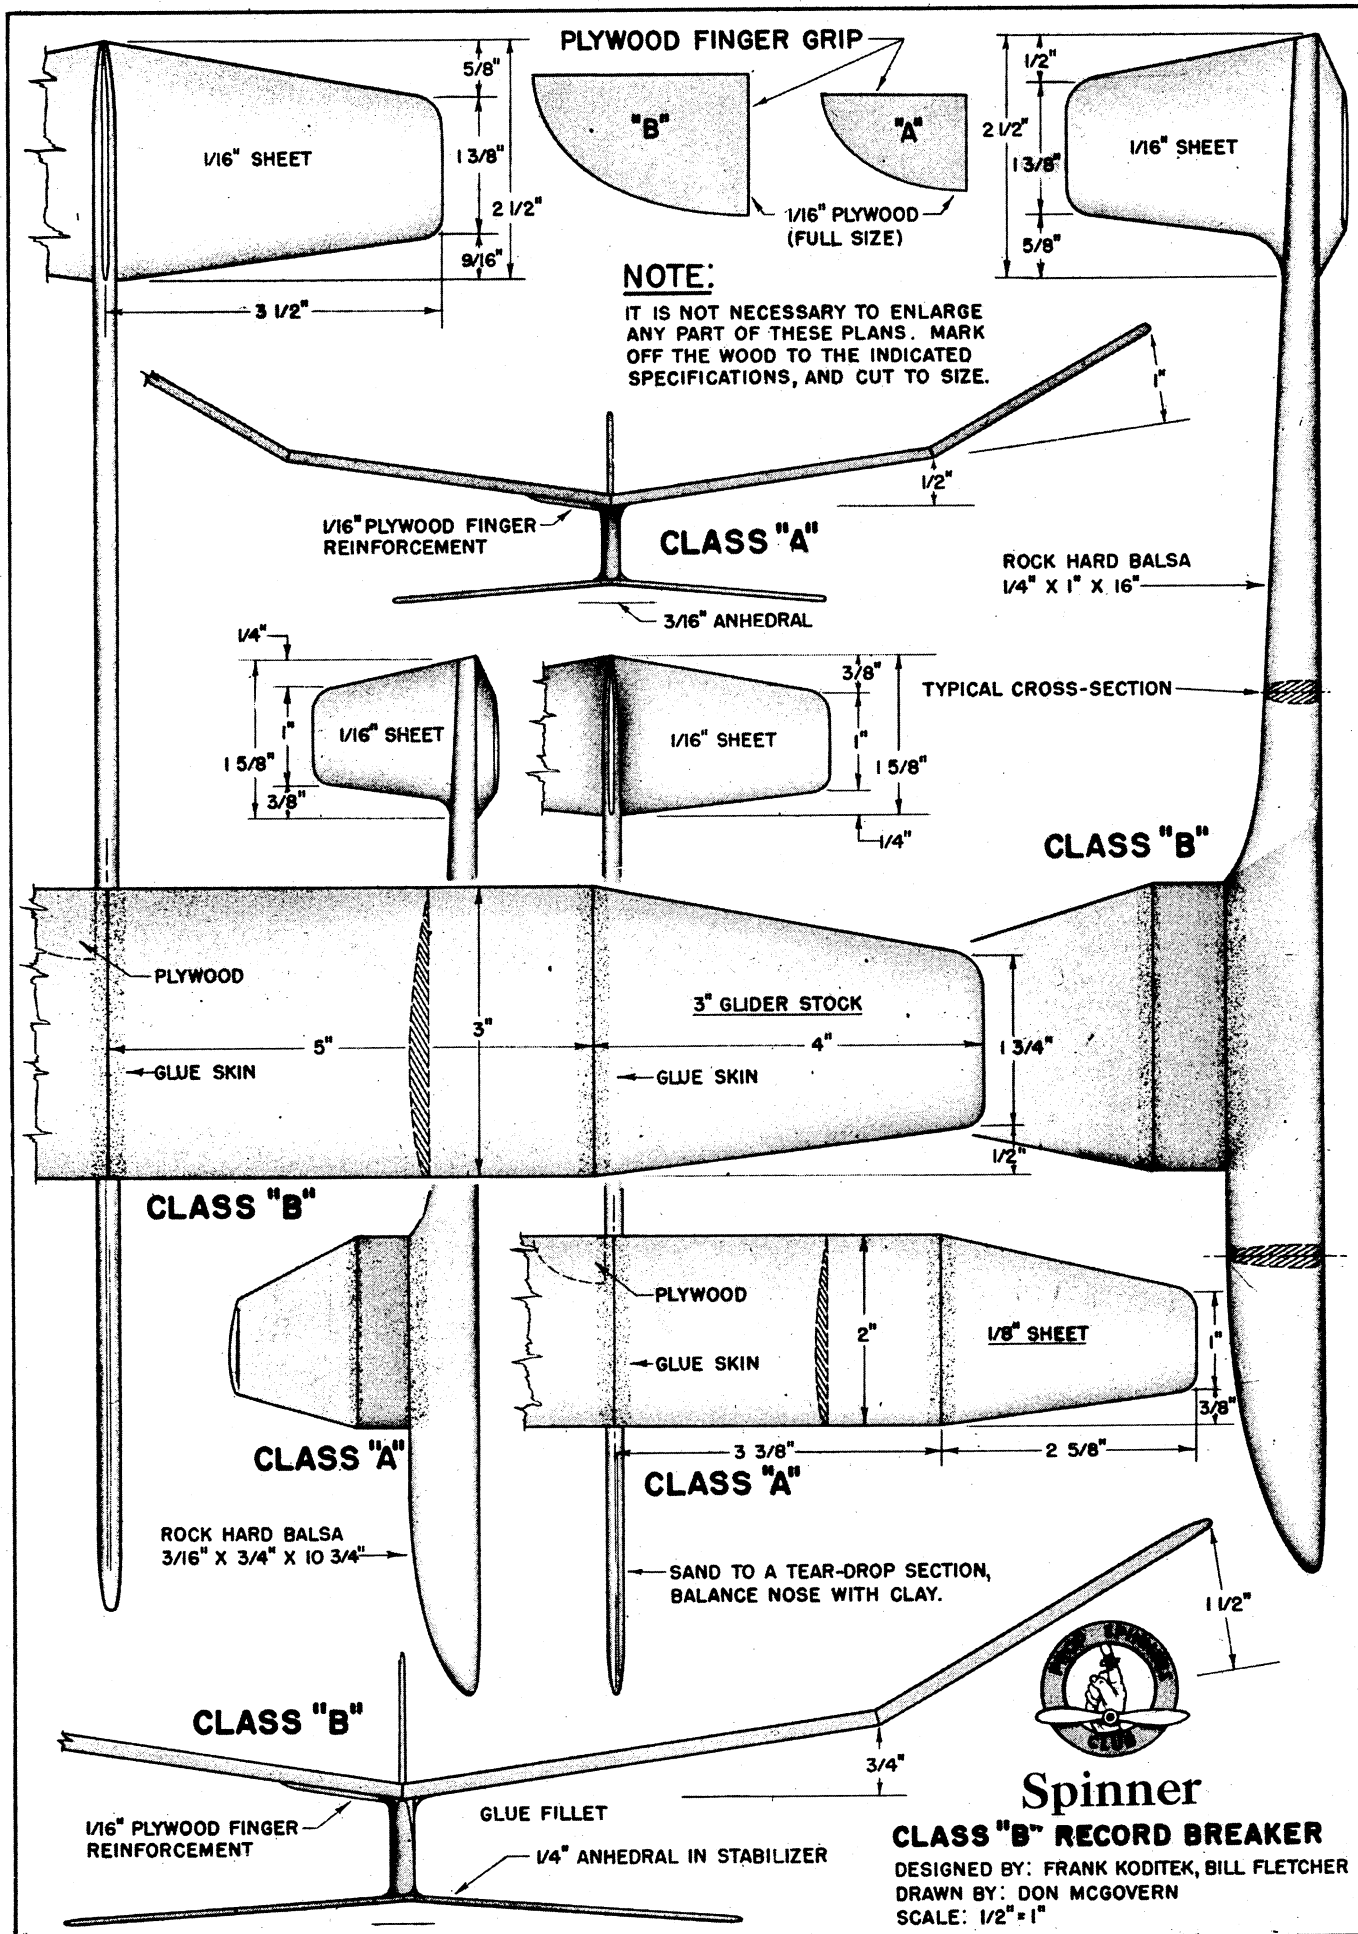 PLYWOOD FINGER GRIP
5/8"
1 3/8"
2 1/2"
9/16"
3 1/2"
1/16" SHEET
"B"
"A"
1/16" PLYWOOD
(FULL SIZE)
1/2"
2 1/2"
1 3/8"
5/8"
1/16" SHEET
NOTE:
IT IS NOT NECESSARY TO ENLARGE
ANY PART OF THESE PLANS. MARK
OFF THE WOOD TO THE INDICATED
SPECIFICATIONS, AND CUT TO SIZE.
1"
1/2"
1/16" PLYWOOD FINGER
REINFORCEMENT
CLASS "A"
3/16" ANHEDRAL
ROCK HARD BALSA
1/4" X 1" X 16"
TYPICAL CROSS-SECTION
1/4"
1"
1 5/8"
3/8"
1/16" SHEET
1/16" SHEET
3/8"
1"
1 5/8"
1/4"
CLASS "B"
PLYWOOD
5"
3"
GLUE SKIN
3" GLIDER STOCK
4"
GLUE SKIN
1 3/4"
1/2"
CLASS "B"
PLYWOOD
GLUE SKIN
2"
1/8" SHEET
1"
3/8"
3 3/8"
2 5/8"
CLASS "A"
CLASS "A"
ROCK HARD BALSA
3/16" X 3/4" X 10 3/4"
SAND TO A TEAR-DROP SECTION,
BALANCE NOSE WITH CLAY.
1 1/2"
CLASS "B"
3/4"
1/16" PLYWOOD FINGER
REINFORCEMENT
GLUE FILLET
1/4" ANHEDRAL IN STABILIZER
CLUB
Spinner
CLASS "B" RECORD BREAKER
DESIGNED BY: FRANK KODITEK, BILL FLETCHER
DRAWN BY: DON MCGOVERN
SCALE: 1/2" = 1"